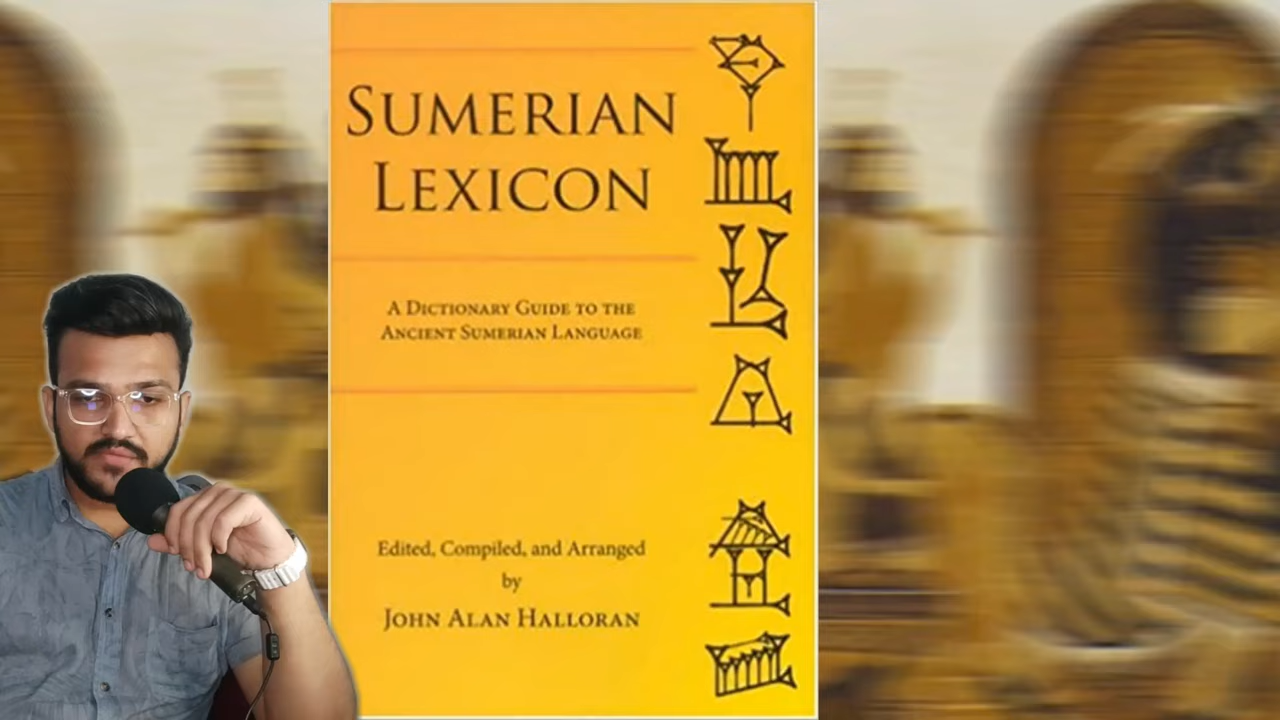 SUMERIAN
LEXICON
A DICTIONARY GUIDE TO THE
ANCIENT SUMERIAN LANGUAGE
Edited, Compiled, and Arranged
by
JOHN ALAN HALLORAN